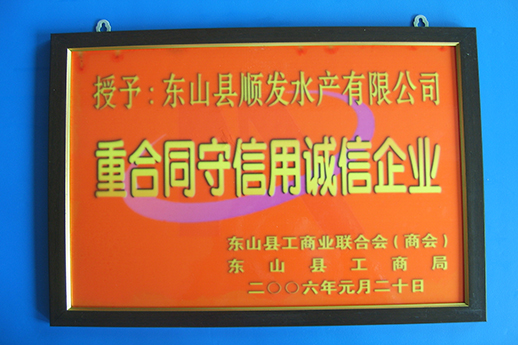 授予：东山县顺发水产有限公司
重合同守信用诚信企业
东山县工商业联合会（商会）
东山县工商局
二〇〇六年元月二十日